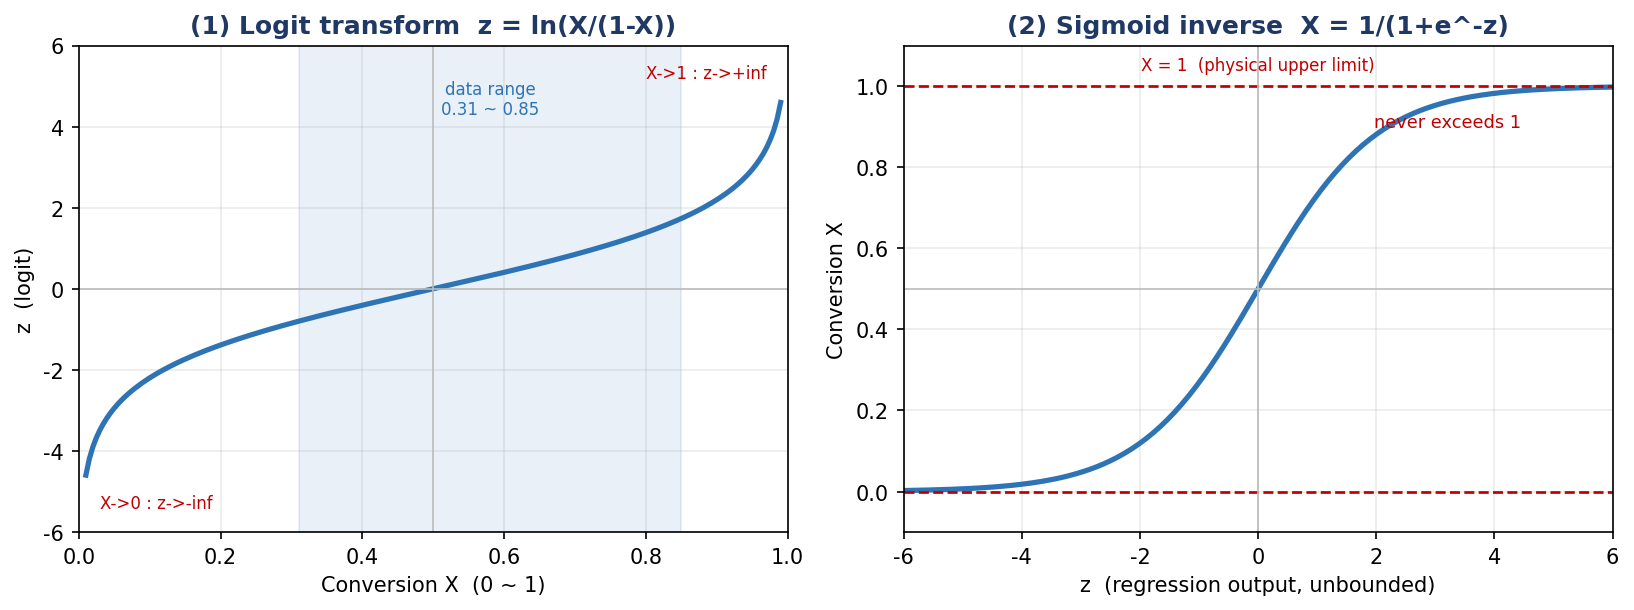 (1) Logit transform  z = ln(X/(1-X))
6
4
2
0
-2
-4
-6
z  (logit)
data range
0.31 ~ 0.85
X->1 : z->+inf
X->0 : z->-inf
0.0 0.2 0.4 0.6 0.8 1.0
Conversion X  (0 ~ 1)
(2) Sigmoid inverse  X = 1/(1+e^-z)
1.0
0.8
0.6
0.4
0.2
0.0
Conversion X
X = 1  (physical upper limit)
never exceeds 1
-6 -4 -2 0 2 4 6
z  (regression output, unbounded)